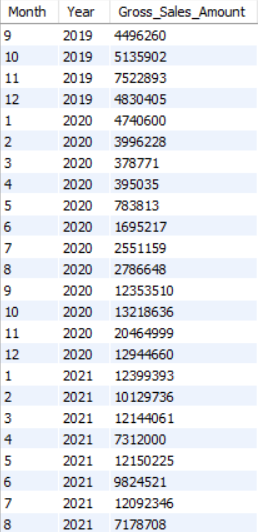 Month Year Gross_Sales_Amount
9 2019 4496260
10 2019 5135902
11 2019 7522893
12 2019 4830405
1 2020 4740600
2 2020 3996228
3 2020 378771
4 2020 395035
5 2020 783813
6 2020 1695217
7 2020 2551159
8 2020 2786648
9 2020 12353510
10 2020 13218636
11 2020 20464999
12 2020 12944660
1 2021 12399393
2 2021 10129736
3 2021 12144061
4 2021 7312000
5 2021 12150225
6 2021 9824521
7 2021 12092346
8 2021 7178708